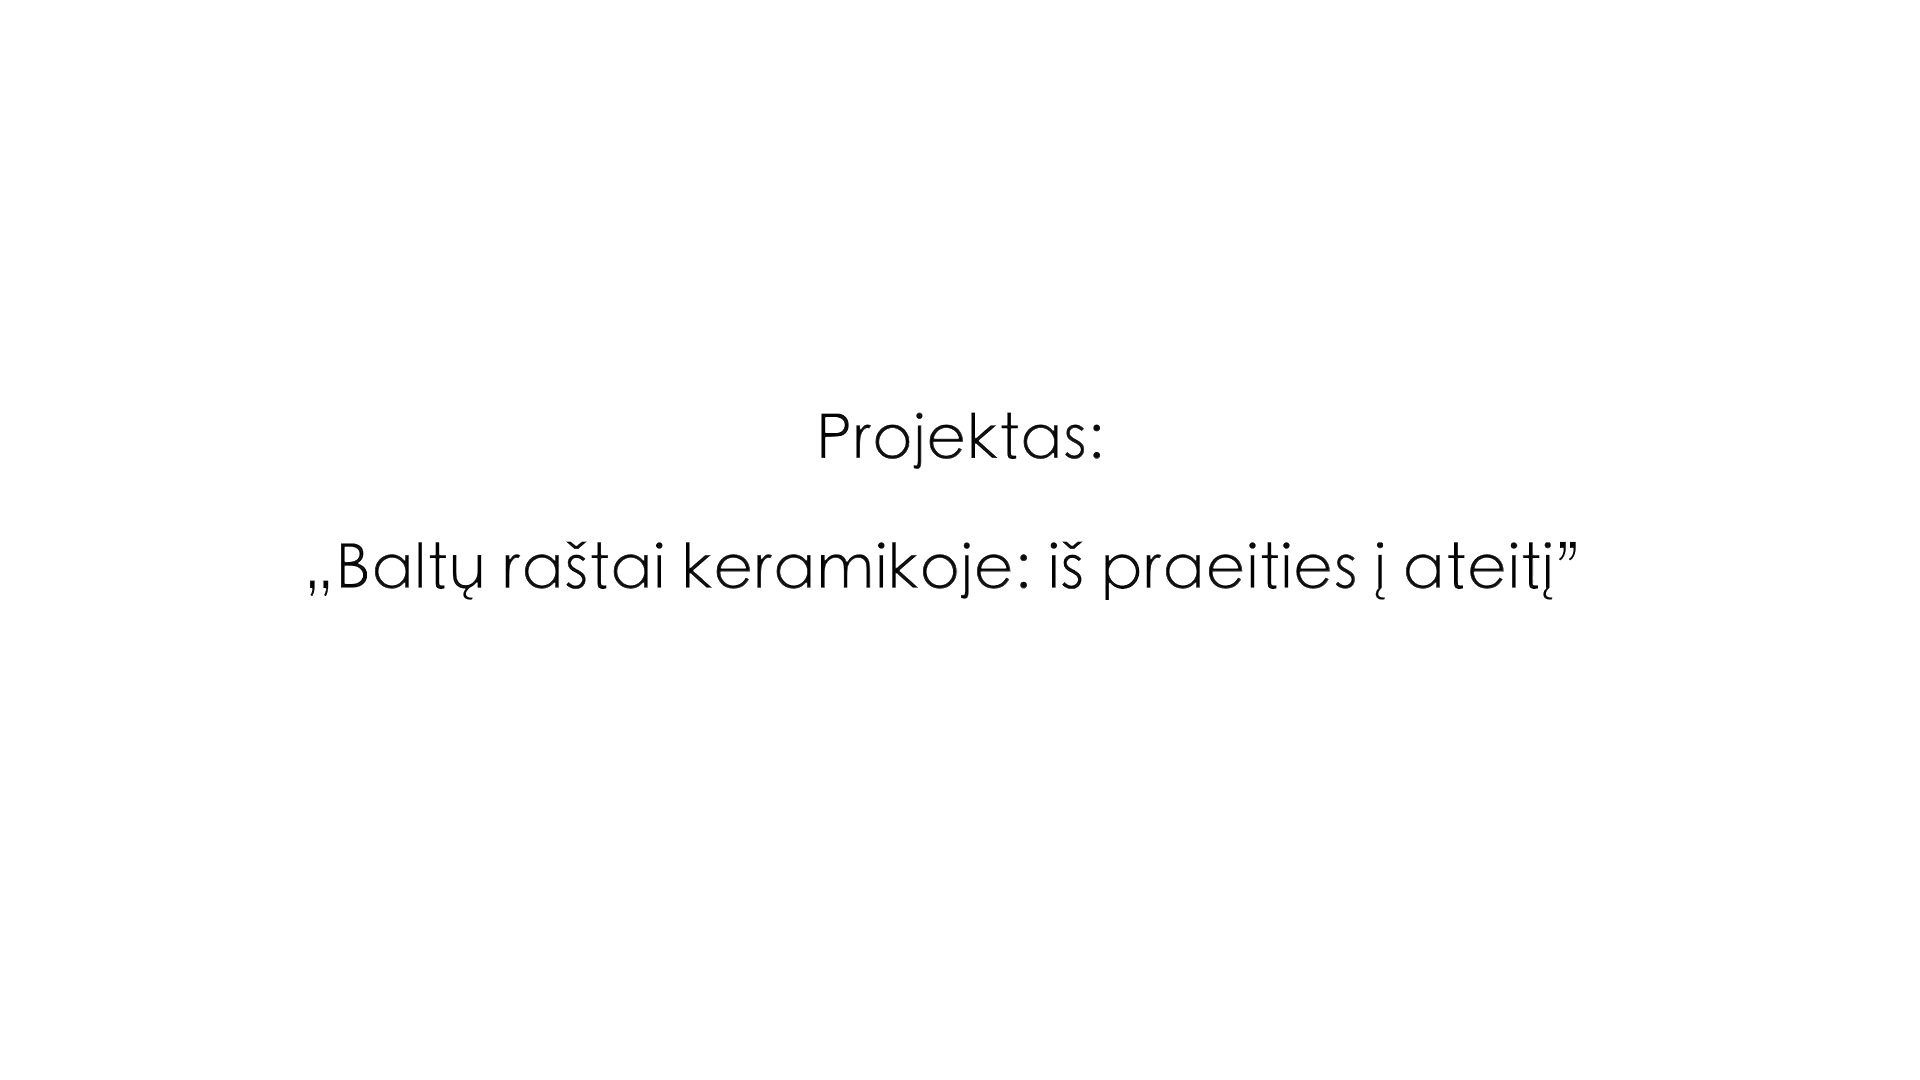 Projektas:
„Baltų raštai keramikoje: iš praeities į ateitį”